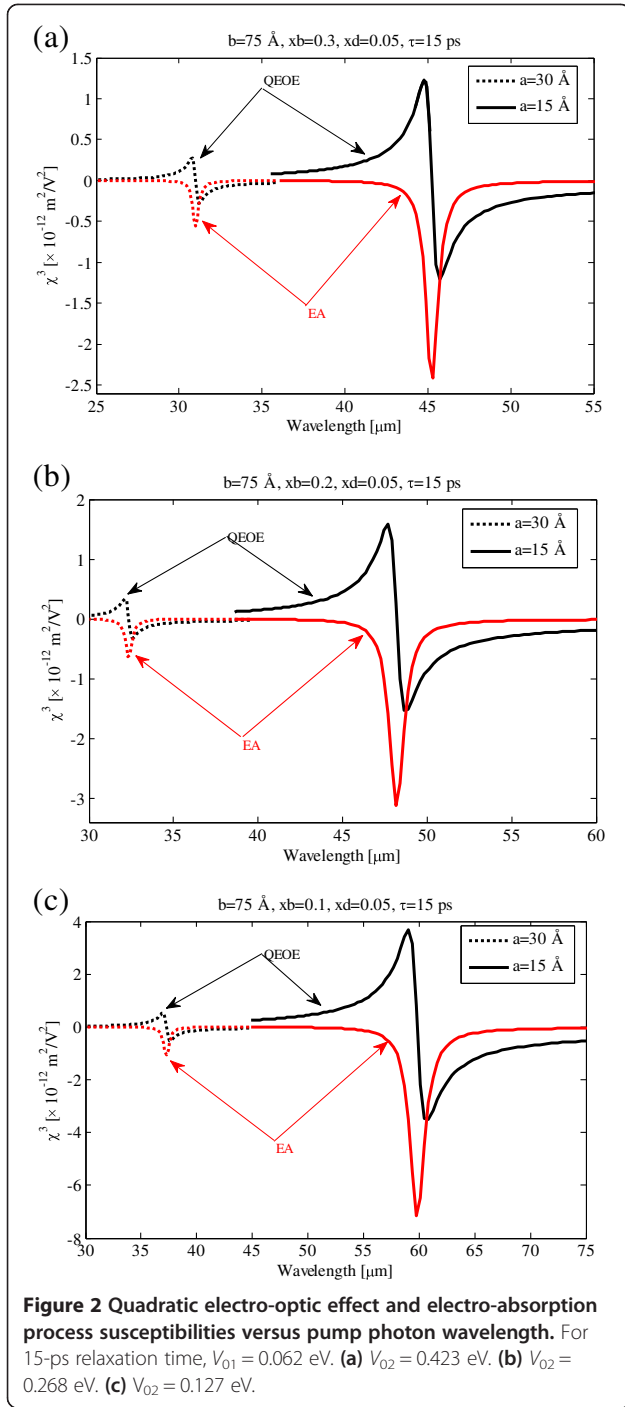 (a)
b=75 Å, xb=0.3, xd=0.05, τ=15 ps
QEOE
a=30 Å
a=15 Å
EA
χ³ [× 10⁻¹² m²/V²]
1.5
1
0.5
0
-0.5
-1
-1.5
-2
-2.5
25 30 35 40 45 50 55
Wavelength [μm]
(b)
b=75 Å, xb=0.2, xd=0.05, τ=15 ps
QEOE
a=30 Å
a=15 Å
EA
χ³ [× 10⁻¹² m²/V²]
2
1
0
-1
-2
-3
30 35 40 45 50 55 60
Wavelength [μm]
(c)
b=75 Å, xb=0.1, xd=0.05, τ=15 ps
QEOE
a=30 Å
a=15 Å
EA
χ³ [× 10⁻¹² m²/V²]
4
2
0
-2
-4
-6
-8
30 35 40 45 50 55 60 65 70 75
Wavelength [μm]
Figure 2 Quadratic electro-optic effect and electro-absorption
process susceptibilities versus pump photon wavelength. For
15-ps relaxation time, V₀₁ = 0.062 eV. (a) V₀₂ = 0.423 eV. (b) V₀₂ =
0.268 eV. (c) V₀₂ = 0.127 eV.